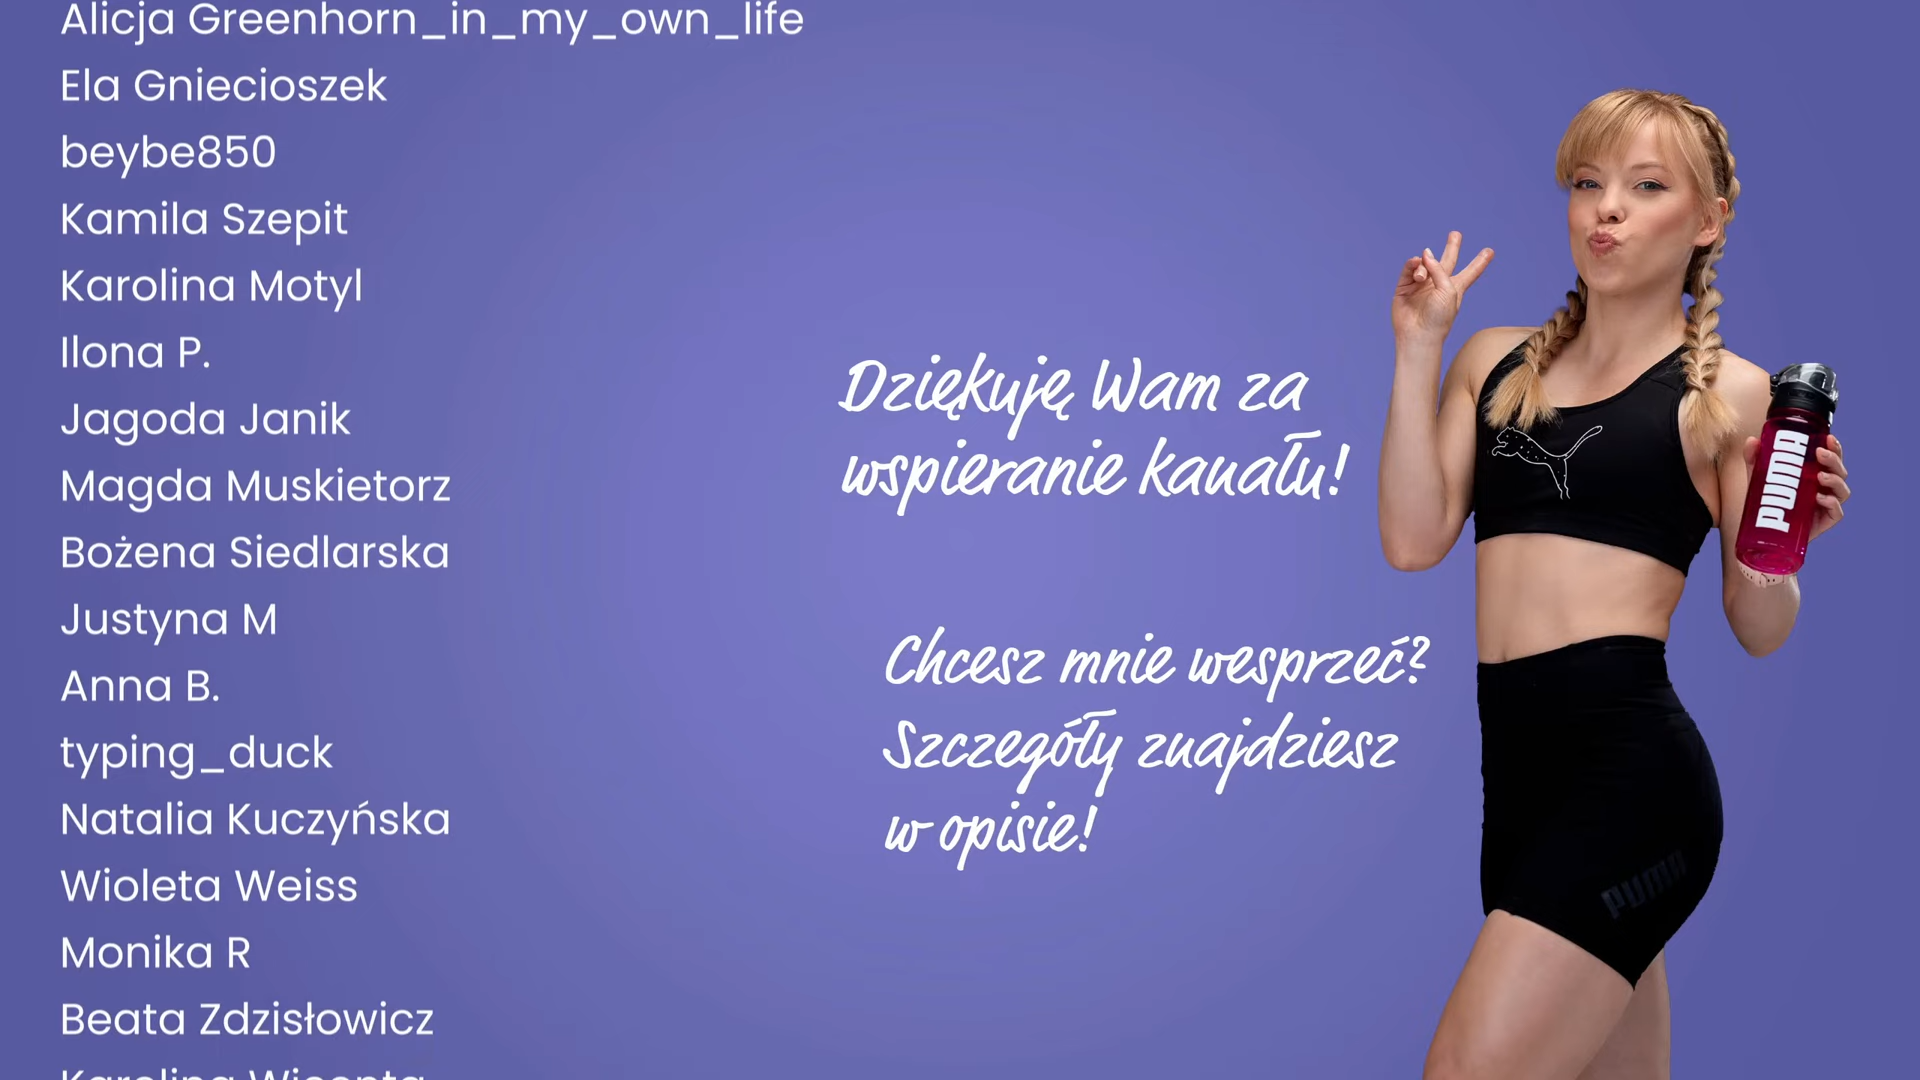 Alicja Greenhorn_in_my_own_life
Ela Gniecioszek
beybe850
Kamila Szepit
Karolina Motyl
Ilona P.
Jagoda Janik
Magda Muskietorz
Bożena Siedlarska
Justyna M
Anna B.
typing_duck
Natalia Kuczyńska
Wioleta Weiss
Monika R
Beata Zdzisłowicz
Karolina
Dziękuję Wam za
wspieranie kanału!
Chcesz mnie wesprzeć?
Szczegóły znajdziesz
w opisie!
PUMA
PUMA